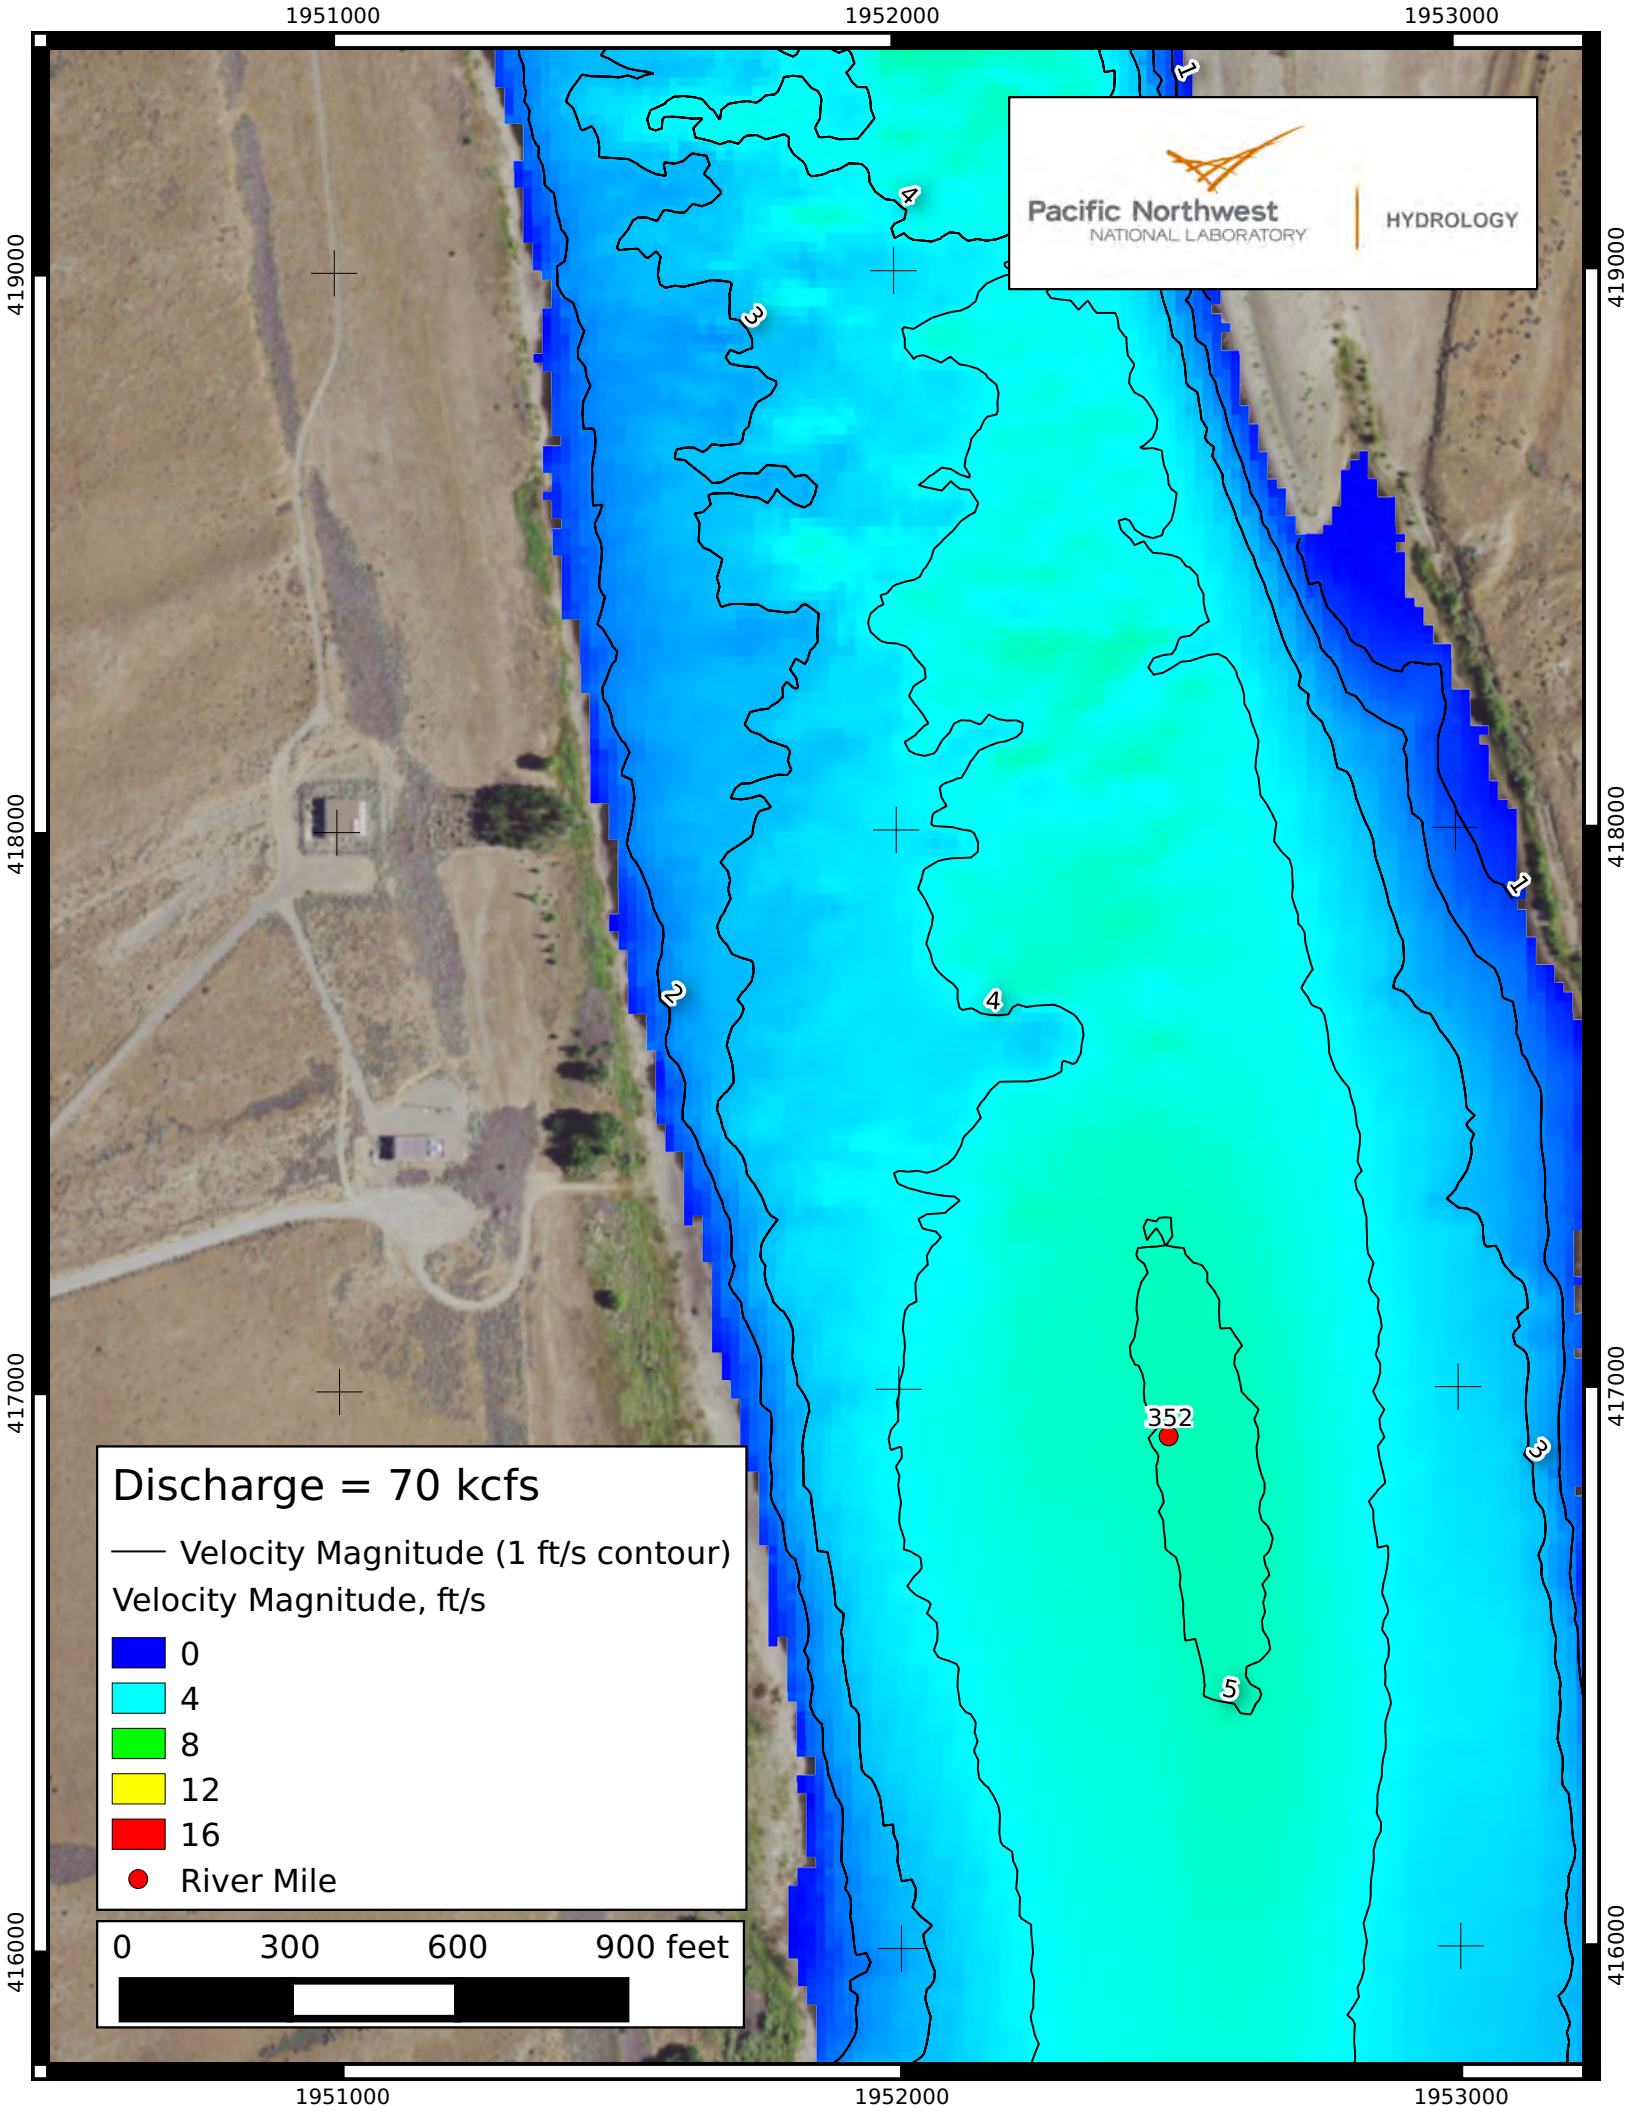 1951000 1952000 1953000
1
Pacific Northwest
NATIONAL LABORATORY
HYDROLOGY
4
419000 419000
3
418000 418000
1
2
4
417000 417000
352
3
5
Discharge = 70 kcfs
Velocity Magnitude (1 ft/s contour)
Velocity Magnitude, ft/s
0
4
8
12
16
River Mile
0 300 600 900 feet
416000 416000
1951000 1952000 1953000